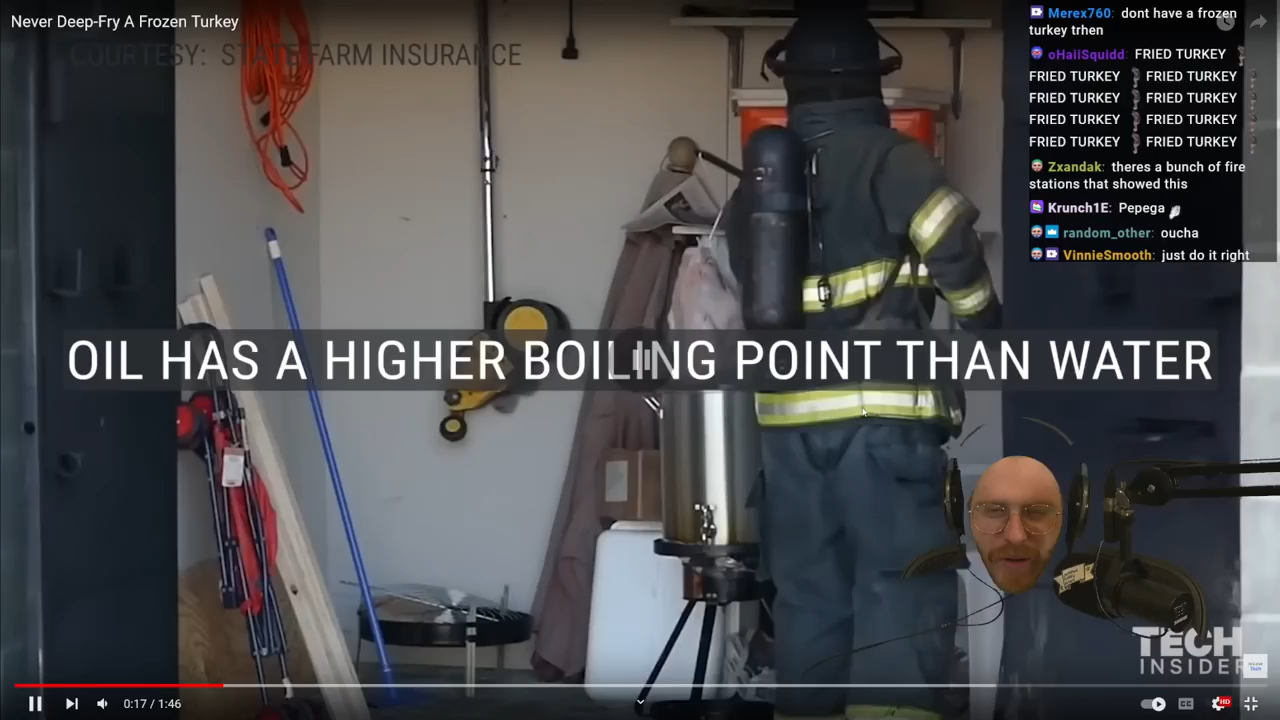 Never Deep-Fry A Frozen Turkey
COURTESY: STATE FARM INSURANCE
Merex760: dont have a frozen
turkey trhen
oHaiiSquidd: FRIED TURKEY
FRIED TURKEY FRIED TURKEY
FRIED TURKEY FRIED TURKEY
FRIED TURKEY FRIED TURKEY
FRIED TURKEY FRIED TURKEY
Zxandak: theres a bunch of fire
stations that showed this
Krunch1E: Pepega
random_other: oucha
VinnieSmooth: just do it right
OIL HAS A HIGHER BOILING POINT THAN WATER
TECH
INSIDER
0:17 / 1:46
CC
HD